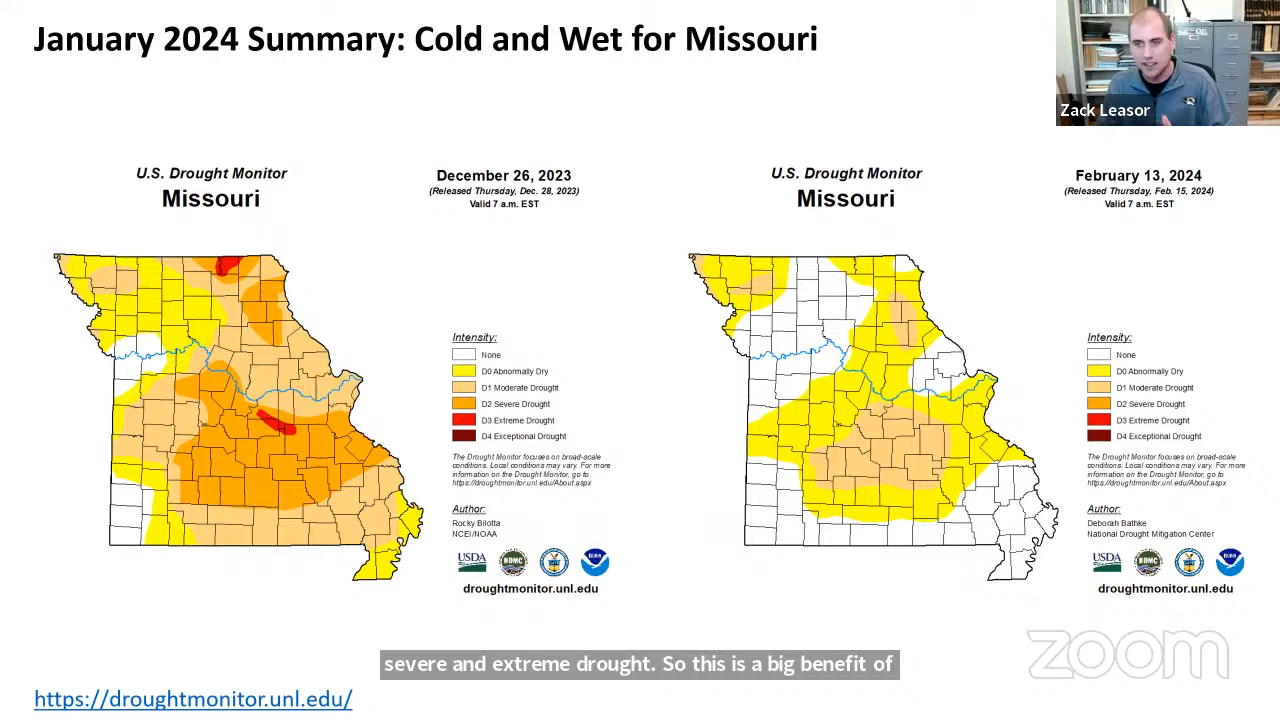 January 2024 Summary: Cold and Wet for Missouri
Zack Leasor
U.S. Drought Monitor
Missouri
December 26, 2023
(Released Thursday, Dec. 28, 2023)
Valid 7 a.m. EST
Intensity:
None
D0 Abnormally Dry
D1 Moderate Drought
D2 Severe Drought
D3 Extreme Drought
D4 Exceptional Drought
The Drought Monitor focuses on broad-scale
conditions. Local conditions may vary. For more
information on the Drought Monitor, go to
https://droughtmonitor.unl.edu/About.aspx
Author:
Rocky Bilotta
NCEI/NOAA
USDA
NDMC
NOAA
droughtmonitor.unl.edu
U.S. Drought Monitor
Missouri
February 13, 2024
(Released Thursday, Feb. 15, 2024)
Valid 7 a.m. EST
Intensity:
None
D0 Abnormally Dry
D1 Moderate Drought
D2 Severe Drought
D3 Extreme Drought
D4 Exceptional Drought
The Drought Monitor focuses on broad-scale
conditions. Local conditions may vary. For more
information on the Drought Monitor, go to
https://droughtmonitor.unl.edu/About.aspx
Author:
Deborah Bathke
National Drought Mitigation Center
USDA
NDMC
NOAA
droughtmonitor.unl.edu
severe and extreme drought. So this is a big benefit of
zoom
https://droughtmonitor.unl.edu/